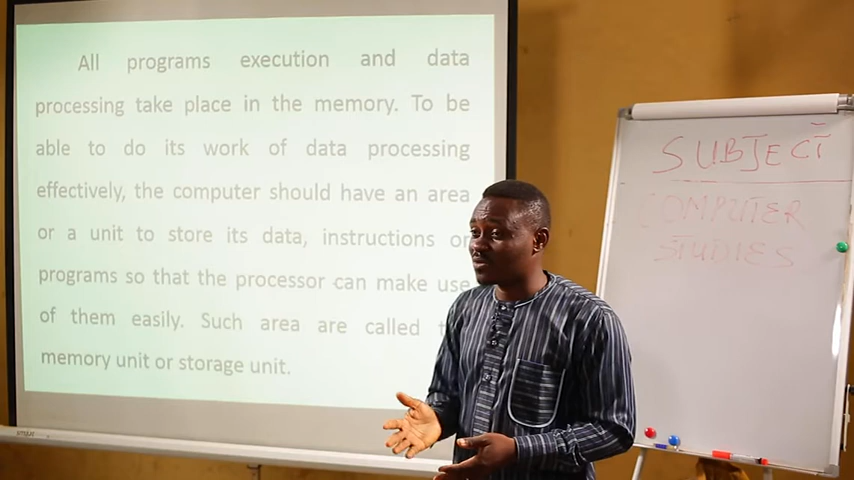 All programs execution and data
processing take place in the memory. To be
able to do its work of data processing
effectively, the computer should have an area
or a unit to store its data, instructions or
programs so that the processor can make use
of them easily. Such area are called
memory unit or storage unit.
SUBJECT
COMPUTER
STUDIES